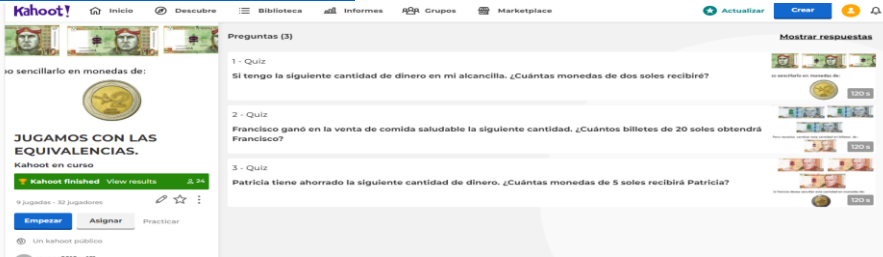 Kahoot! Inicio Descubre Biblioteca Informes Grupos Marketplace Actualizar Crear
sencillarlo en monedas de:
JUGAMOS CON LAS
EQUIVALENCIAS.
Kahoot en curso
Kahoot finished View results 24
9 jugadas - 32 jugadores
Empezar Asignar Practicar
Un kahoot público
Preguntas (3) Mostrar respuestas
1 - Quiz
Si tengo la siguiente cantidad de dinero en mi alcancilla. ¿Cuántas monedas de dos soles recibiré?
120 s
2 - Quiz
Francisco ganó en la venta de comida saludable la siguiente cantidad. ¿Cuántos billetes de 20 soles obtendrá
Francisco?
120 s
3 - Quiz
Patricia tiene ahorrado la siguiente cantidad de dinero. ¿Cuántas monedas de 5 soles recibirá Patricia?
120 s